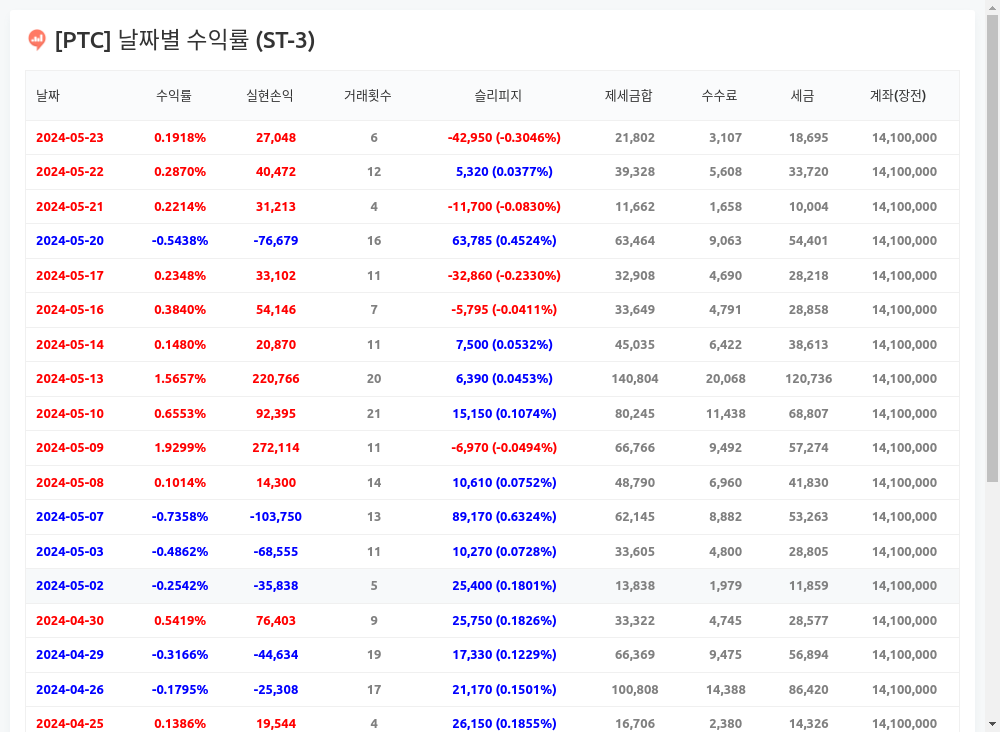 [PTC] 날짜별 수익률 (ST-3)
날짜 수익률 실현손익 거래횟수 슬리피지 제세금합 수수료 세금 계좌(장전)
2024-05-23 0.1918% 27,048 6 -42,950 (-0.3046%) 21,802 3,107 18,695 14,100,000
2024-05-22 0.2870% 40,472 12 5,320 (0.0377%) 39,328 5,608 33,720 14,100,000
2024-05-21 0.2214% 31,213 4 -11,700 (-0.0830%) 11,662 1,658 10,004 14,100,000
2024-05-20 -0.5438% -76,679 16 63,785 (0.4524%) 63,464 9,063 54,401 14,100,000
2024-05-17 0.2348% 33,102 11 -32,860 (-0.2330%) 32,908 4,690 28,218 14,100,000
2024-05-16 0.3840% 54,146 7 -5,795 (-0.0411%) 33,649 4,791 28,858 14,100,000
2024-05-14 0.1480% 20,870 11 7,500 (0.0532%) 45,035 6,422 38,613 14,100,000
2024-05-13 1.5657% 220,766 20 6,390 (0.0453%) 140,804 20,068 120,736 14,100,000
2024-05-10 0.6553% 92,395 21 15,150 (0.1074%) 80,245 11,438 68,807 14,100,000
2024-05-09 1.9299% 272,114 11 -6,970 (-0.0494%) 66,766 9,492 57,274 14,100,000
2024-05-08 0.1014% 14,300 14 10,610 (0.0752%) 48,790 6,960 41,830 14,100,000
2024-05-07 -0.7358% -103,750 13 89,170 (0.6324%) 62,145 8,882 53,263 14,100,000
2024-05-03 -0.4862% -68,555 11 10,270 (0.0728%) 33,605 4,800 28,805 14,100,000
2024-05-02 -0.2542% -35,838 5 25,400 (0.1801%) 13,838 1,979 11,859 14,100,000
2024-04-30 0.5419% 76,403 9 25,750 (0.1826%) 33,322 4,745 28,577 14,100,000
2024-04-29 -0.3166% -44,634 19 17,330 (0.1229%) 66,369 9,475 56,894 14,100,000
2024-04-26 -0.1795% -25,308 17 21,170 (0.1501%) 100,808 14,388 86,420 14,100,000
2024-04-25 0.1386% 19,544 4 26,150 (0.1855%) 16,706 2,380 14,326 14,100,000